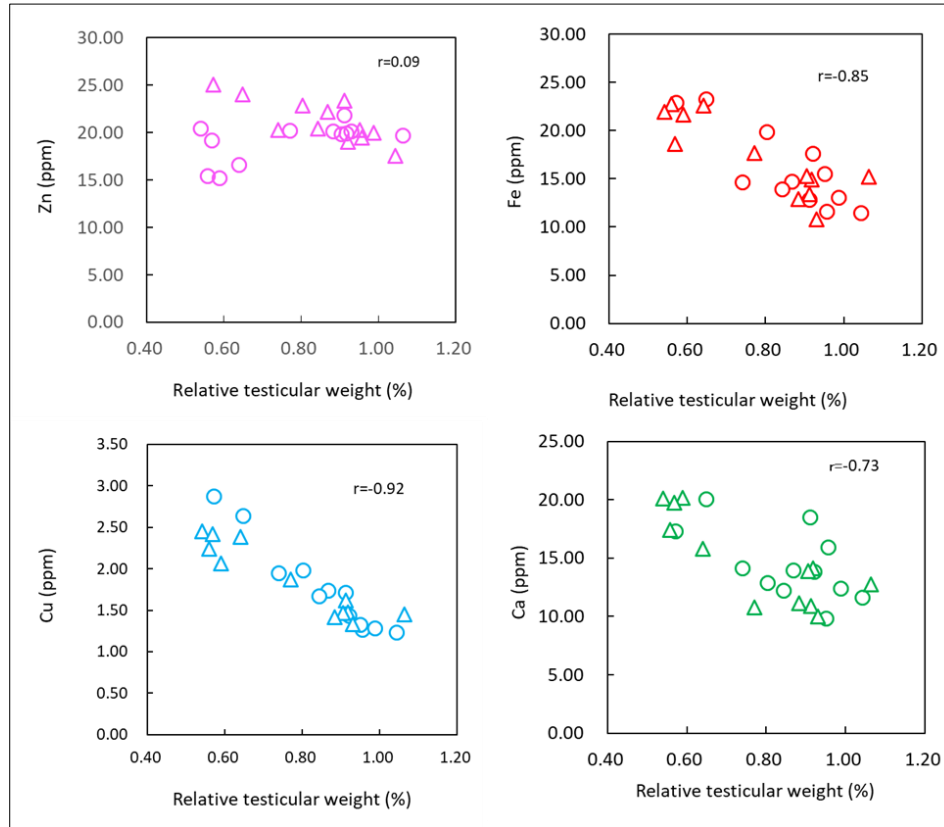 30.00
25.00
20.00
15.00
10.00
5.00
0.00
Zn (ppm)
r=0.09
0.40 0.60 0.80 1.00 1.20
Relative testicular weight (%)
30.00
25.00
20.00
15.00
10.00
5.00
0.00
Fe (ppm)
r=-0.85
0.40 0.60 0.80 1.00 1.20
Relative testicular weight (%)
3.50
3.00
2.50
2.00
1.50
1.00
0.50
0.00
Cu (ppm)
r=-0.92
0.40 0.60 0.80 1.00 1.20
Relative testicular weight (%)
25.00
20.00
15.00
10.00
5.00
0.00
Ca (ppm)
r=-0.73
0.40 0.60 0.80 1.00 1.20
Relative testicular weight (%)